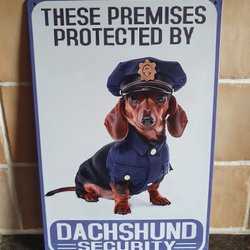 THESE PREMISES
PROTECTED BY
DACHSHUND
SECURITY